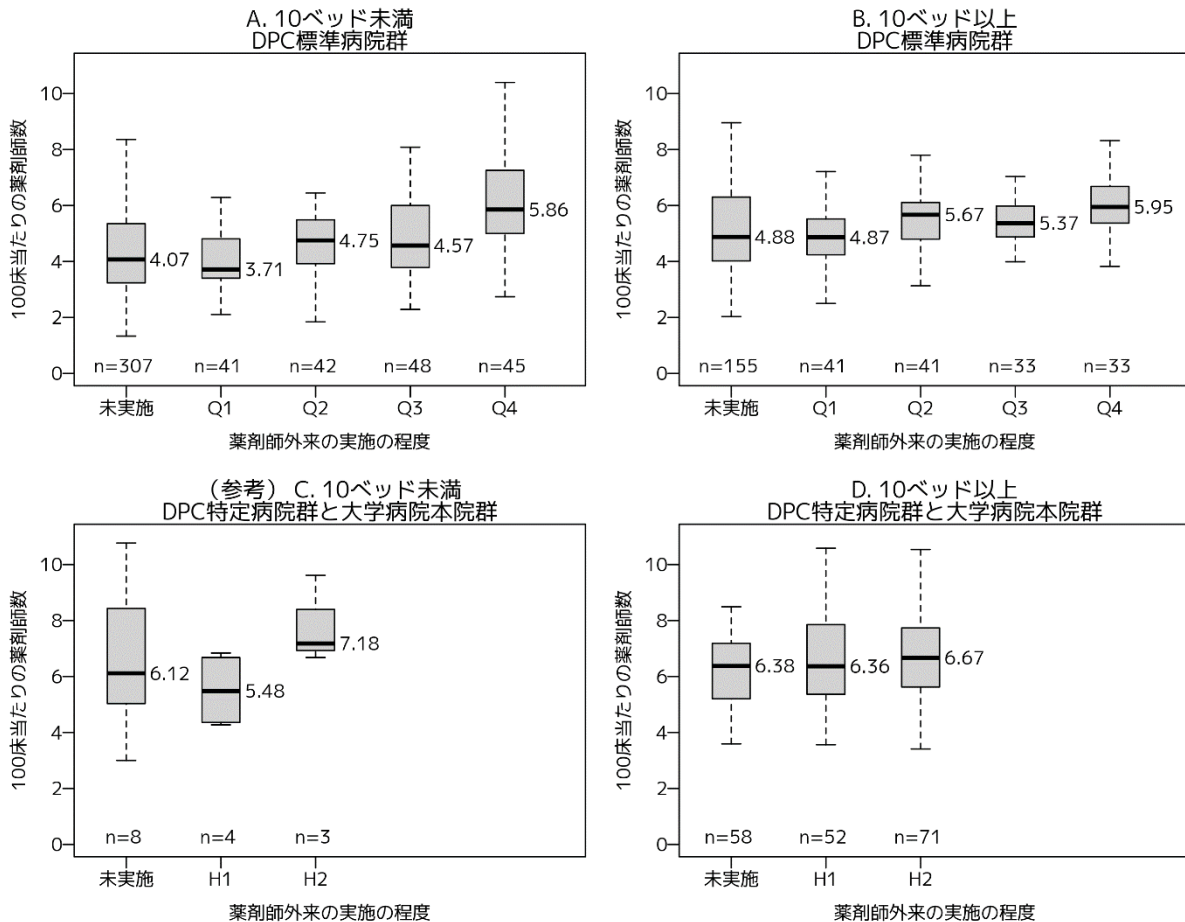 A. 10ベッド未満
DPC標準病院群
100床当たりの薬剤師数
10
8
6
4
2
0
4.07
3.71
4.75
4.57
5.86
n=307
n=41
n=42
n=48
n=45
未実施
Q1
Q2
Q3
Q4
薬剤師外来の実施の程度
B. 10ベッド以上
DPC標準病院群
100床当たりの薬剤師数
10
8
6
4
2
0
4.88
4.87
5.67
5.37
5.95
n=155
n=41
n=41
n=33
n=33
未実施
Q1
Q2
Q3
Q4
薬剤師外来の実施の程度
（参考） C. 10ベッド未満
DPC特定病院群と大学病院本院群
100床当たりの薬剤師数
10
8
6
4
2
0
6.12
5.48
7.18
n=8
n=4
n=3
未実施
H1
H2
薬剤師外来の実施の程度
D. 10ベッド以上
DPC特定病院群と大学病院本院群
100床当たりの薬剤師数
10
8
6
4
2
0
6.38
6.36
6.67
n=58
n=52
n=71
未実施
H1
H2
薬剤師外来の実施の程度